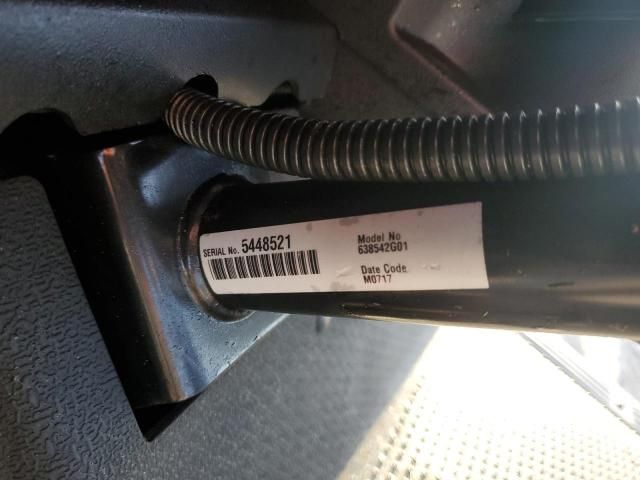 SERIAL No. 5448521
Model No
638542G01
Date Code
M0717